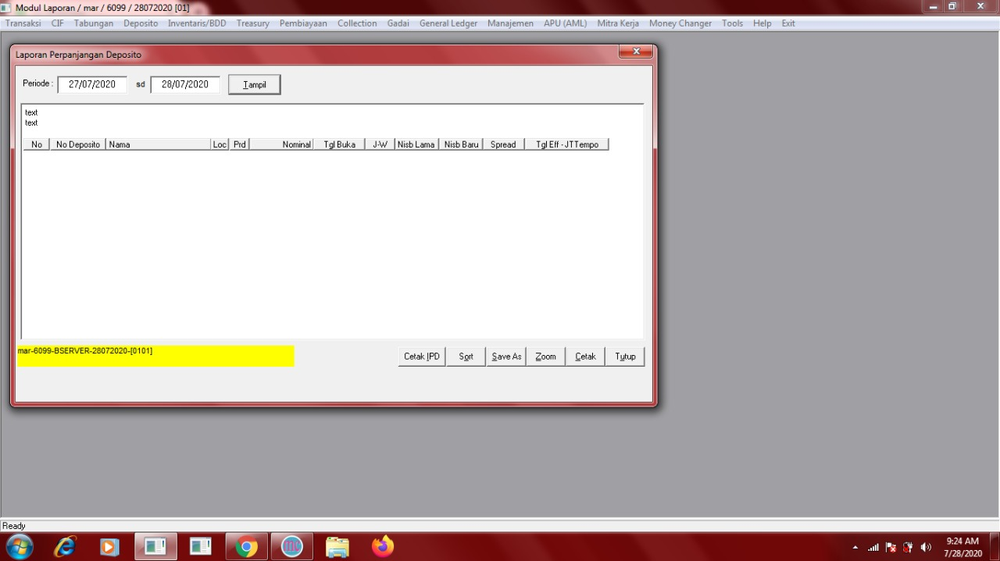 Modul Laporan / mar / 6099 / 28072020 [01]
Transaksi CIF Tabungan Deposito Inventaris/BDD Treasury Pembiayaan Collection Gadai General Ledger Manajemen APU (AML) Mitra Kerja Money Changer Tools Help Exit
Laporan Perpanjangan Deposito
Periode : 27/07/2020 sd 28/07/2020 Tampil
text
text
No No Deposito Nama Loc Prd Nominal Tgl Buka J-W Nisb Lama Nisb Baru Spread Tgl Eff - JTTempo
mar-6099-BSERVER-28072020-[0101]
Cetak IPD Sort Save As Zoom Cetak Tutup
Ready
9:24 AM
7/28/2020